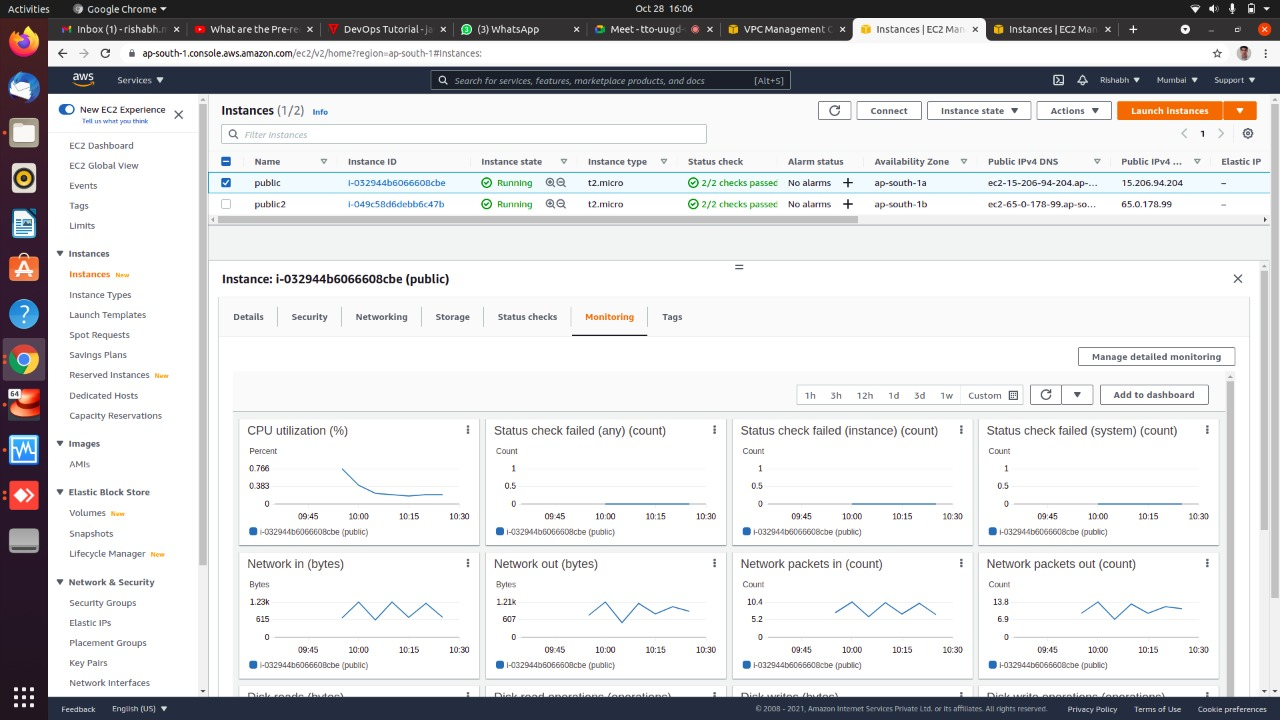 Activities Google Chrome Oct 28 16:06
Inbox (1) - rishabh.m Instances are the Pre-re DevOps Tutorial - ja (3) WhatsApp Meet - tto-uugd- VPC Management C Instances | EC2 Man Instances | EC2 Man
ap-south-1.console.aws.amazon.com/ec2/v2/home?region=ap-south-1#Instances:
aws Services Search for services, features, marketplace products, and docs [Alt+S] Rishabh Mumbai Support
New EC2 Experience
Tell us what you think
EC2 Dashboard
EC2 Global View
Events
Tags
Limits
Instances
Instances New
Instance Types
Launch Templates
Spot Requests
Savings Plans
Reserved Instances New
Dedicated Hosts
Capacity Reservations
Images
AMIs
Elastic Block Store
Volumes New
Snapshots
Lifecycle Manager New
Network & Security
Security Groups
Elastic IPs
Placement Groups
Key Pairs
Network Interfaces
Instances (1/2) Info Connect Instance state Actions Launch instances
Filter instances 1
Name Instance ID Instance state Instance type Status check Alarm status Availability Zone Public IPv4 DNS Public IPv4 ... Elastic IP
public i-032944b6066608cbe Running t2.micro 2/2 checks passed No alarms + ap-south-1a ec2-15-206-94-204.ap-... 15.206.94.204 –
public2 i-049c58d6debb6c47b Running t2.micro 2/2 checks passed No alarms + ap-south-1b ec2-65-0-178-99.ap-so... 65.0.178.99 –
Instance: i-032944b6066608cbe (public)
Details Security Networking Storage Status checks Monitoring Tags
Manage detailed monitoring
1h 3h 12h 1d 3d 1w Custom Add to dashboard
CPU utilization (%)
Percent
0.766
0.383
0
09:45 10:00 10:15 10:30
i-032944b6066608cbe (public)
Status check failed (any) (count)
Count
1
0.5
0
09:45 10:00 10:15 10:30
i-032944b6066608cbe (public)
Status check failed (instance) (count)
Count
1
0.5
0
09:45 10:00 10:15 10:30
i-032944b6066608cbe (public)
Status check failed (system) (count)
Count
1
0.5
0
09:45 10:00 10:15 10:30
i-032944b6066608cbe (public)
Network in (bytes)
Bytes
1.23k
615
0
09:45 10:00 10:15 10:30
i-032944b6066608cbe (public)
Network out (bytes)
Bytes
1.21k
607
0
09:45 10:00 10:15 10:30
i-032944b6066608cbe (public)
Network packets in (count)
Count
10.4
5.2
0
09:45 10:00 10:15 10:30
i-032944b6066608cbe (public)
Network packets out (count)
Count
13.8
6.9
0
09:45 10:00 10:15 10:30
i-032944b6066608cbe (public)
Disk reads (bytes) Disk read operations (operations) Disk writes (bytes) Disk write operations (operations)
64
Feedback English (US) © 2008 - 2021, Amazon Internet Services Private Ltd. or its affiliates. All rights reserved. Privacy Policy Terms of Use Cookie preferences